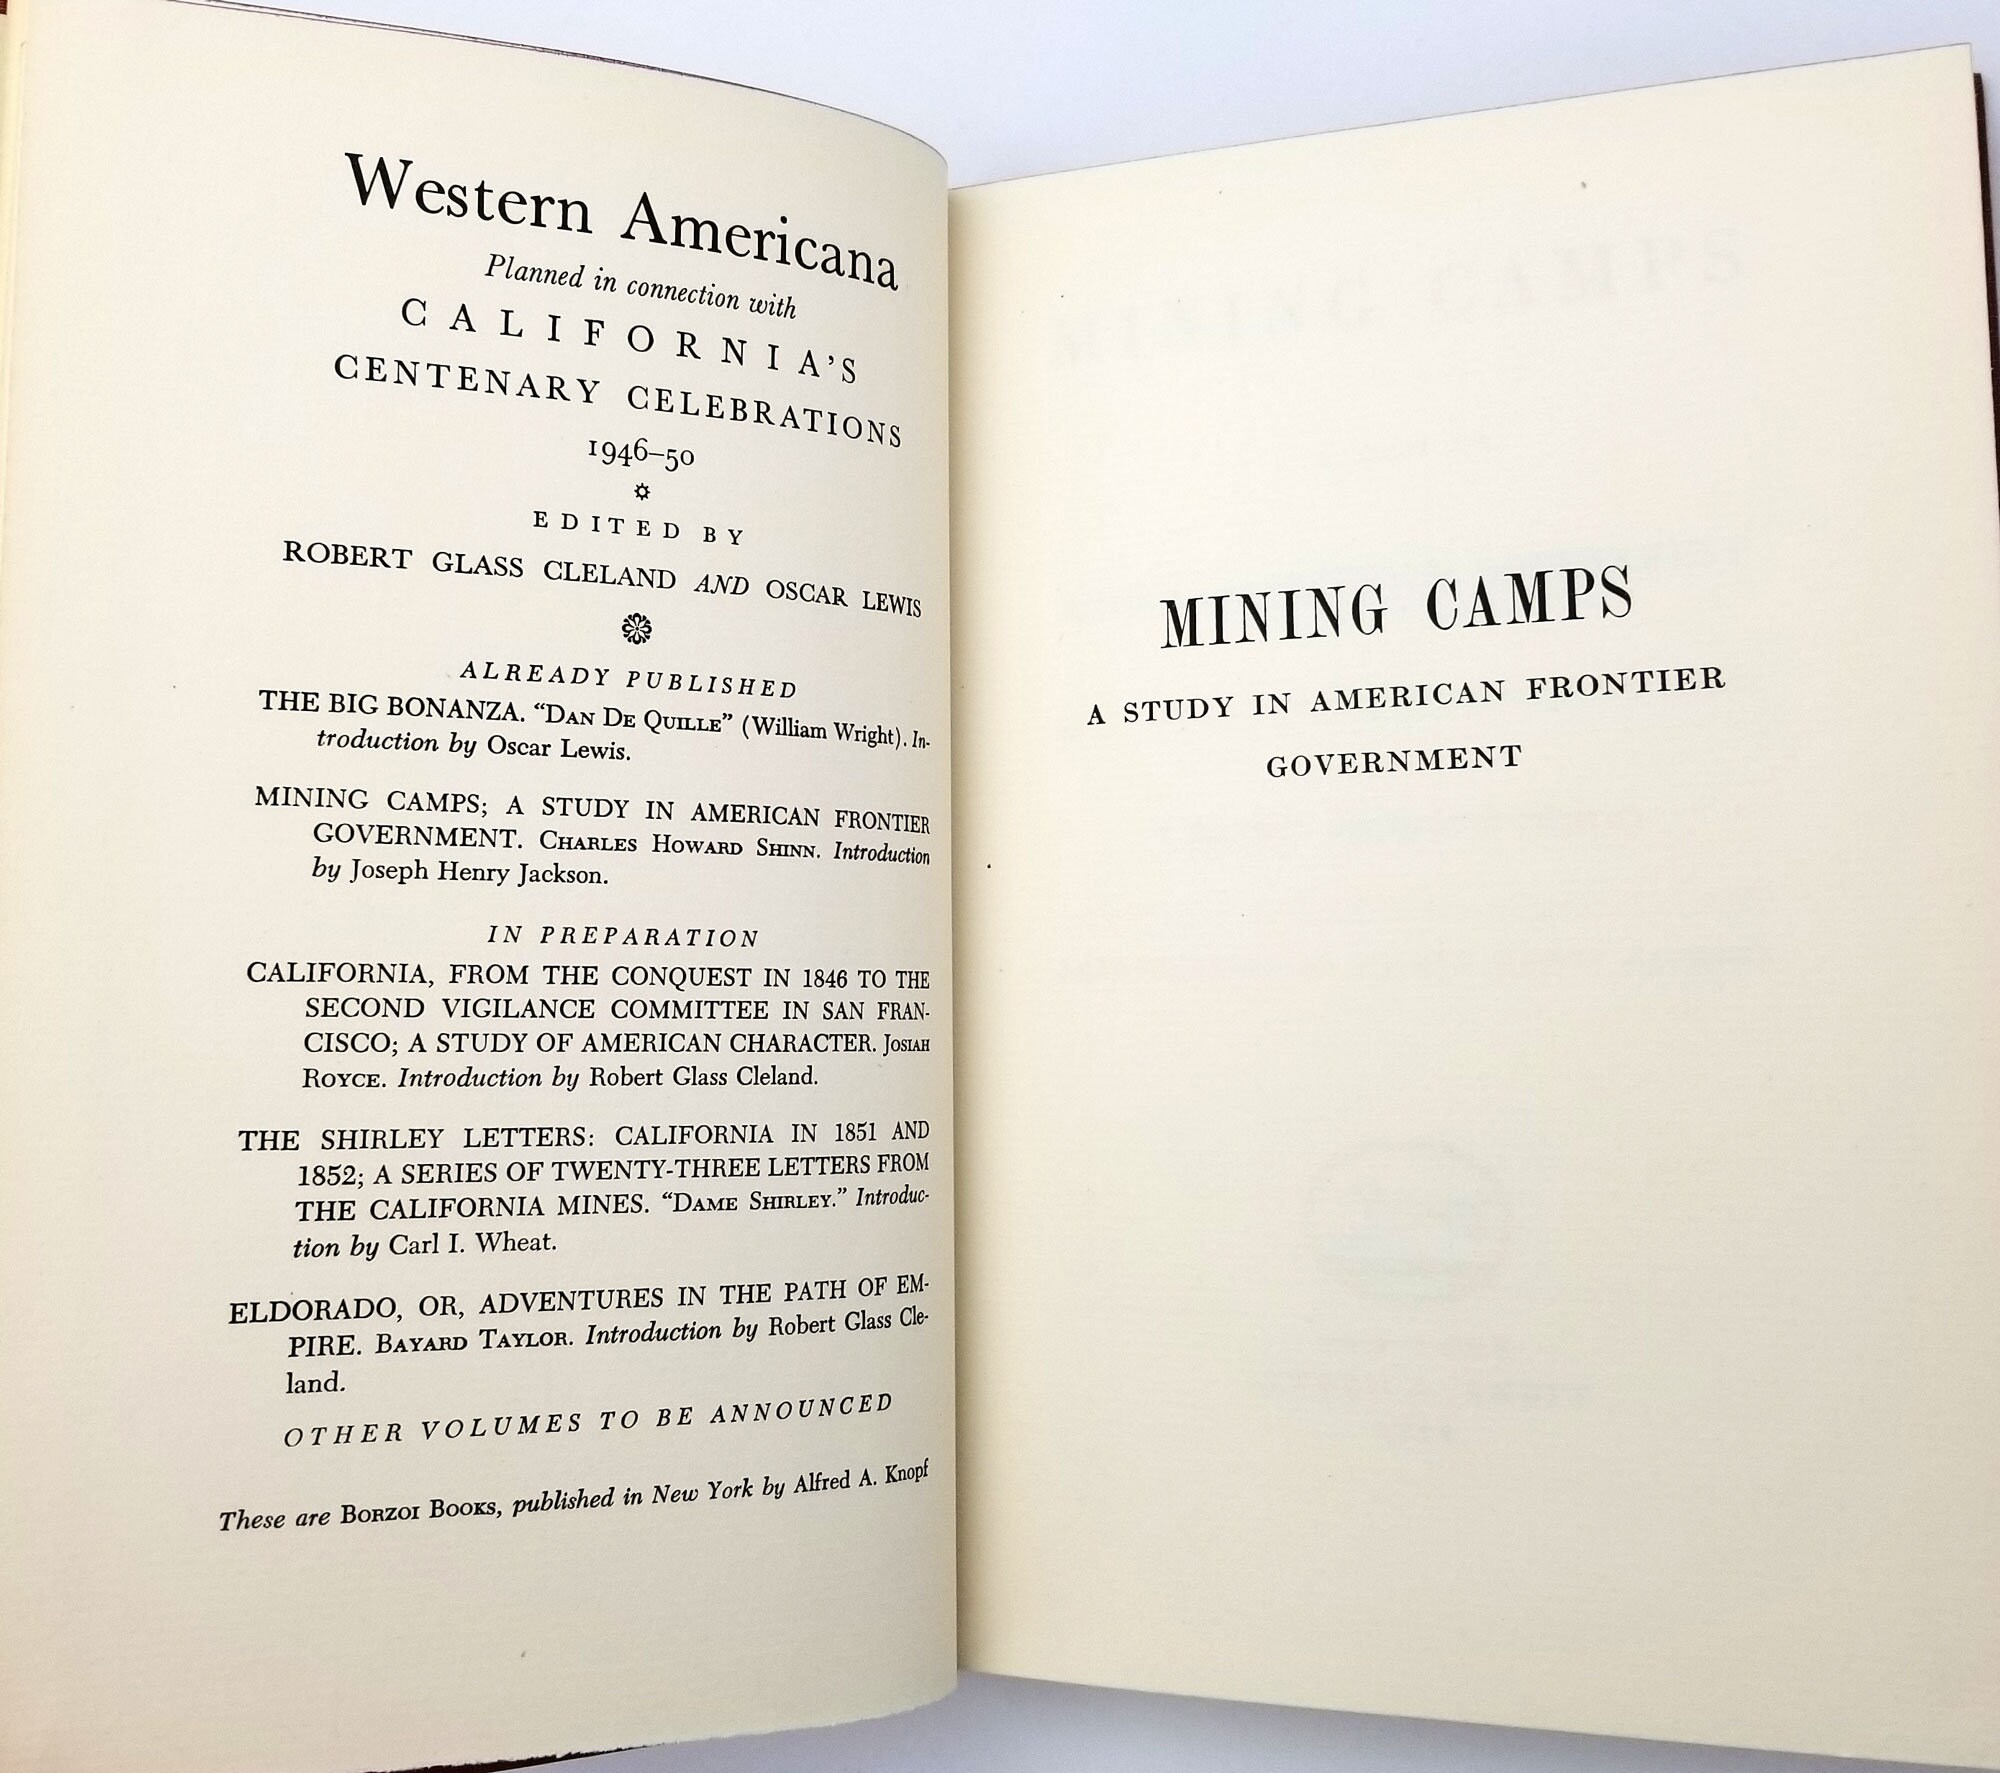 Western Americana
Planned in connection with
CALIFORNIA'S
CENTENARY CELEBRATIONS
1946–50
EDITED BY
ROBERT GLASS CLELAND AND OSCAR LEWIS
ALREADY PUBLISHED
THE BIG BONANZA. “DAN DE QUILLE” (William Wright). In-
troduction by Oscar Lewis.
MINING CAMPS; A STUDY IN AMERICAN FRONTIER
GOVERNMENT. CHARLES HOWARD SHINN. Introduction
by Joseph Henry Jackson.
IN PREPARATION
CALIFORNIA, FROM THE CONQUEST IN 1846 TO THE
SECOND VIGILANCE COMMITTEE IN SAN FRAN-
CISCO; A STUDY OF AMERICAN CHARACTER. JOSIAH
ROYCE. Introduction by Robert Glass Cleland.
THE SHIRLEY LETTERS: CALIFORNIA IN 1851 AND
1852; A SERIES OF TWENTY-THREE LETTERS FROM
THE CALIFORNIA MINES. “DAME SHIRLEY.” Introduc-
tion by Carl I. Wheat.
ELDORADO, OR, ADVENTURES IN THE PATH OF EM-
PIRE. BAYARD TAYLOR. Introduction by Robert Glass Cle-
land.
OTHER VOLUMES TO BE ANNOUNCED
These are BORZOI BOOKS, published in New York by Alfred A. Knopf
MINING CAMPS
A STUDY IN AMERICAN FRONTIER
GOVERNMENT